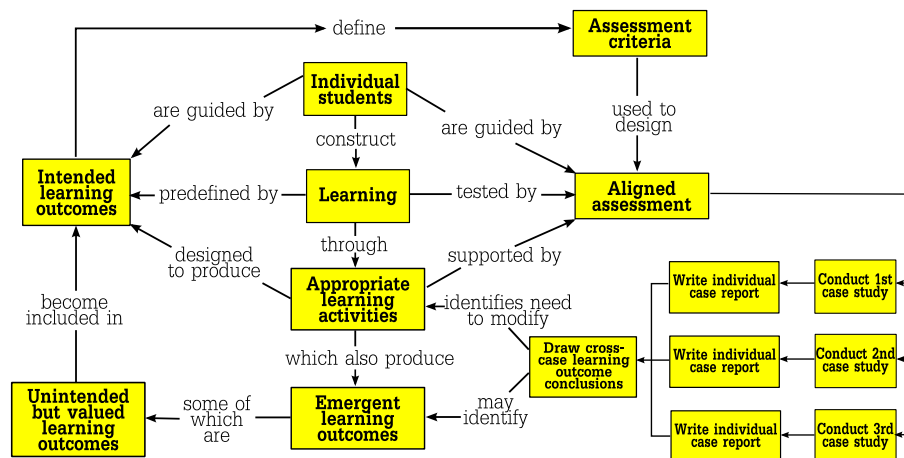 define
Assessment
criteria
Individual
students
are guided by
construct
are guided by
used to
design
Intended
learning
outcomes
predefined by
Learning
tested by
Aligned
assessment
designed
to produce
through
supported by
Appropriate
learning
activities
identifies need
to modify
Write individual
case report
Conduct 1st
case study
become
included in
which also produce
Draw cross-
case learning
outcome
conclusions
Write individual
case report
Conduct 2nd
case study
Unintended
but valued
learning
outcomes
some of
which
are
Emergent
learning
outcomes
may
identify
Write individual
case report
Conduct 3rd
case study